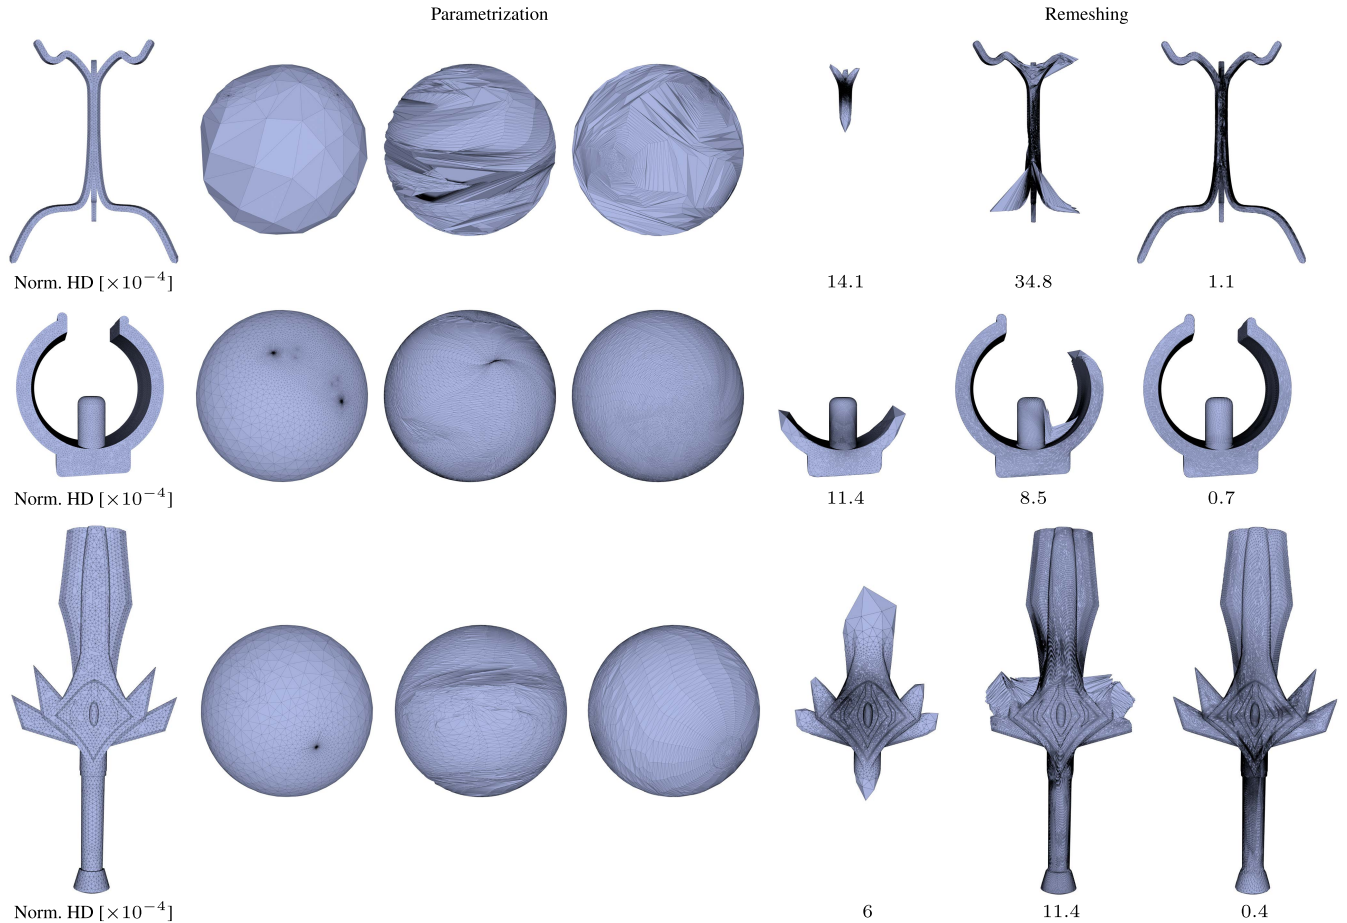 Parametrization Remeshing
Norm. HD [×10⁻⁴] 14.1 34.8 1.1
Norm. HD [×10⁻⁴] 11.4 8.5 0.7
Norm. HD [×10⁻⁴] 6 11.4 0.4